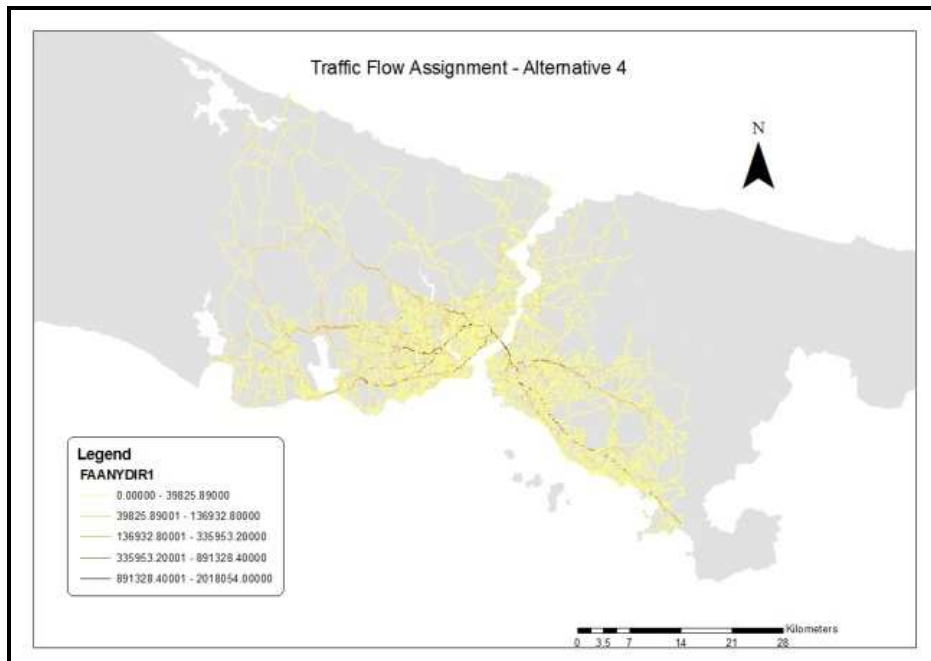 Traffic Flow Assignment - Alternative 4
N
Legend
FAANYDIR1
0.00000 - 39825.89000
39825.89001 - 136932.80000
136932.80001 - 335953.20000
335953.20001 - 891328.40000
891328.40001 - 2018054.00000
Kilometers
0 3.5 7 14 21 28